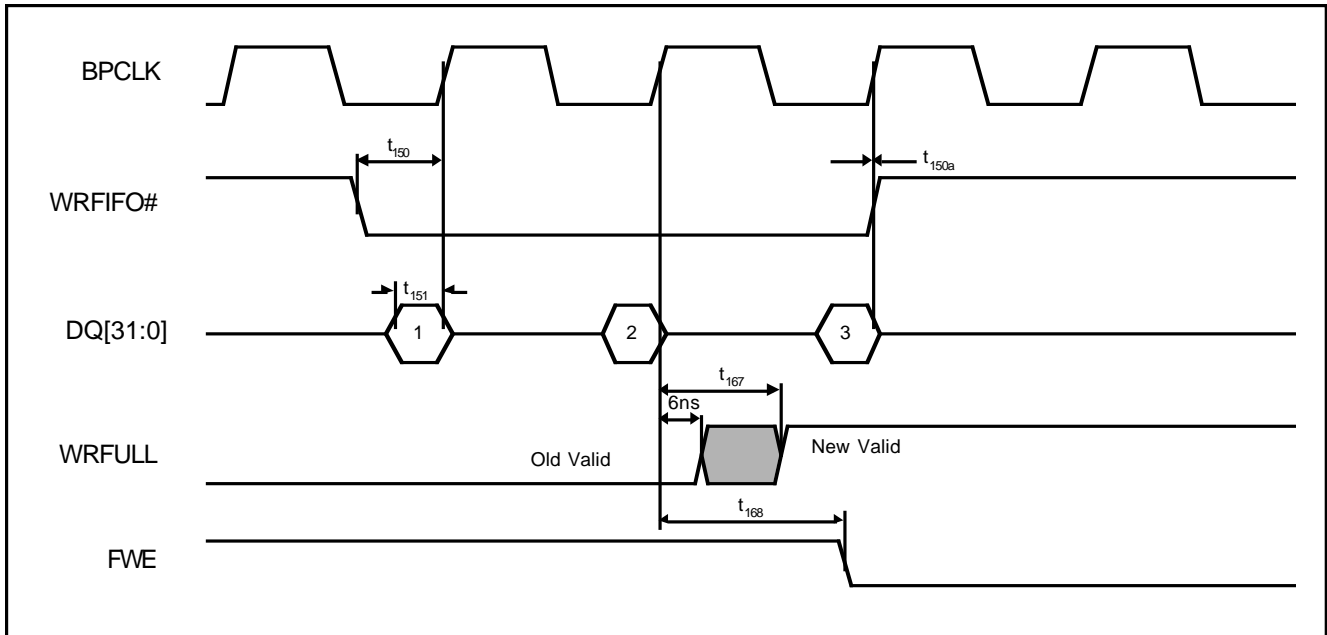 BPCLK
t150
t150a
WRFIFO#
t151
DQ[31:0]
1
2
3
t167
6ns
WRFULL
Old Valid
New Valid
t168
FWE